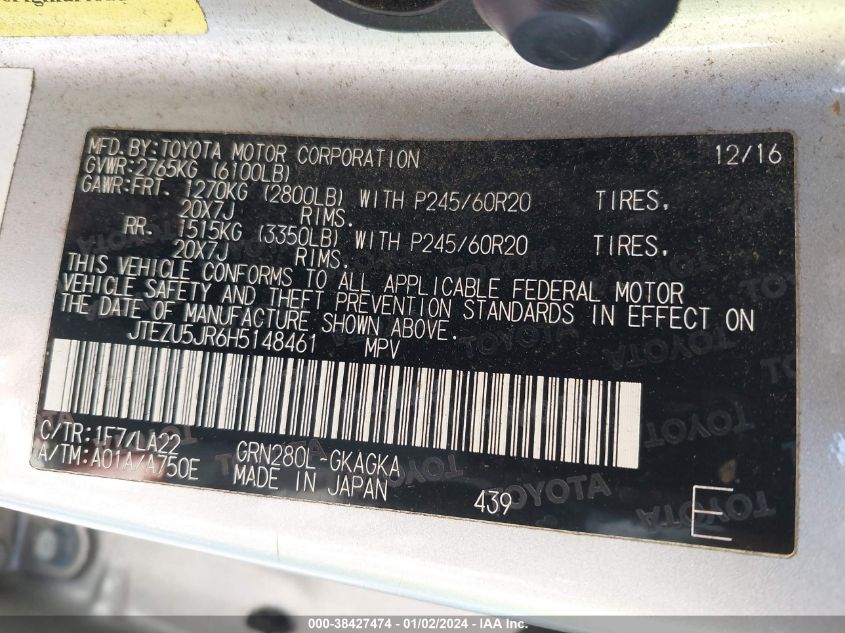 MFD. BY:TOYOTA MOTOR CORPORATION 12/16
GVWR:2765KG (6100LB)
GAWR:FRT. 1270KG (2800LB) WITH P245/60R20 TIRES,
20X7J RIMS.
RR. 1515KG (3350LB) WITH P245/60R20 TIRES,
20X7J RIMS.
THIS VEHICLE CONFORMS TO ALL APPLICABLE FEDERAL MOTOR
VEHICLE SAFETY AND THEFT PREVENTION STANDARDS IN EFFECT ON
THE DATE OF MANUFACTURE SHOWN ABOVE.
JTEZU5JR6H5148461 MPV
C/TR:1F7/LA22 GRN280L-GKAGKA
A/TM:A01A/A750E MADE IN JAPAN
439 E
TOYOTA
000-38427474 - 01/02/2024 - © IAA Inc.